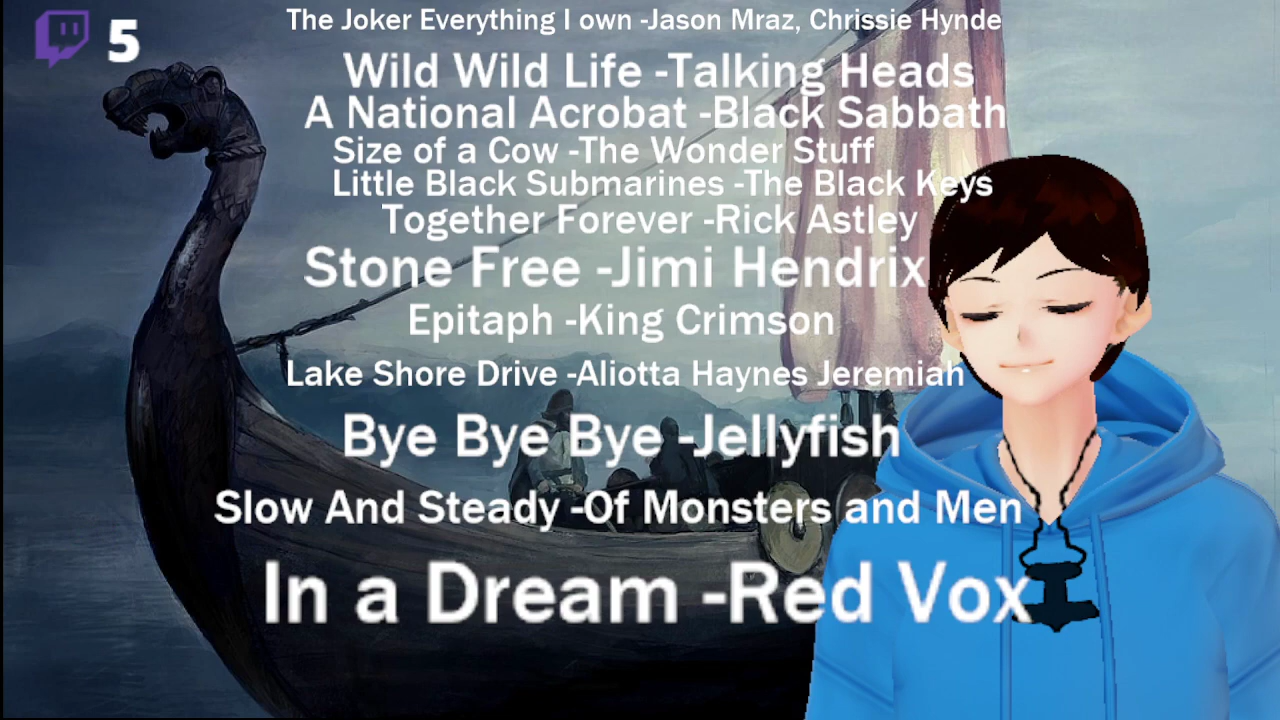 5
The Joker Everything I own -Jason Mraz, Chrissie Hynde
Wild Wild Life -Talking Heads
A National Acrobat -Black Sabbath
Size of a Cow -The Wonder Stuff
Little Black Submarines -The Black Keys
Together Forever -Rick Astley
Stone Free -Jimi Hendrix
Epitaph -King Crimson
Lake Shore Drive -Aliotta Haynes Jeremiah
Bye Bye Bye -Jellyfish
Slow And Steady -Of Monsters and Men
In a Dream -Red Vox